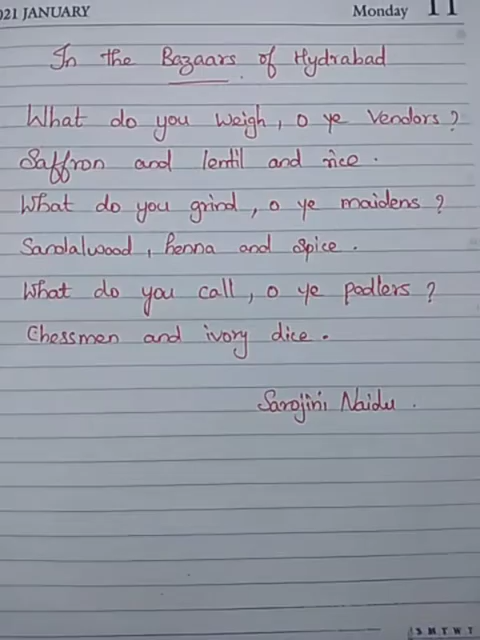 021 JANUARY Monday 11
In the Bazaars of Hydrabad
What do you weigh, o ye vendors?
Saffron and lentil and rice.
What do you grind, o ye maidens?
Sandalwood, henna and spice.
What do you call, o ye pedlers?
Chessmen and ivory dice.
Sarojini Naidu.
S M T W T